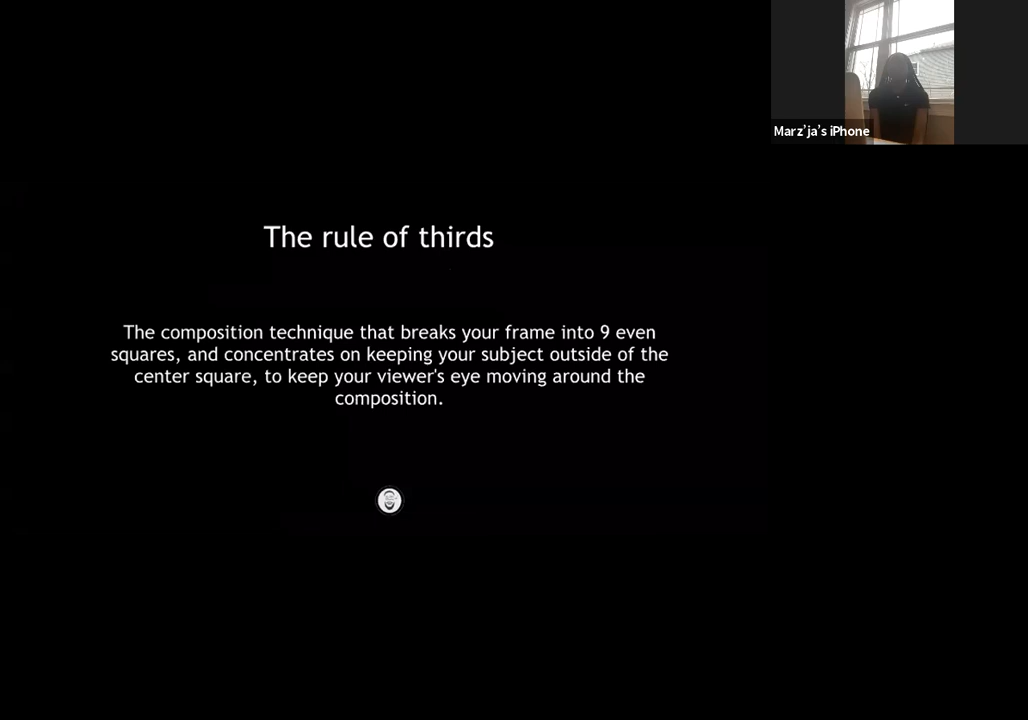 Marz'ja's iPhone
The rule of thirds
The composition technique that breaks your frame into 9 even
squares, and concentrates on keeping your subject outside of the
center square, to keep your viewer's eye moving around the
composition.